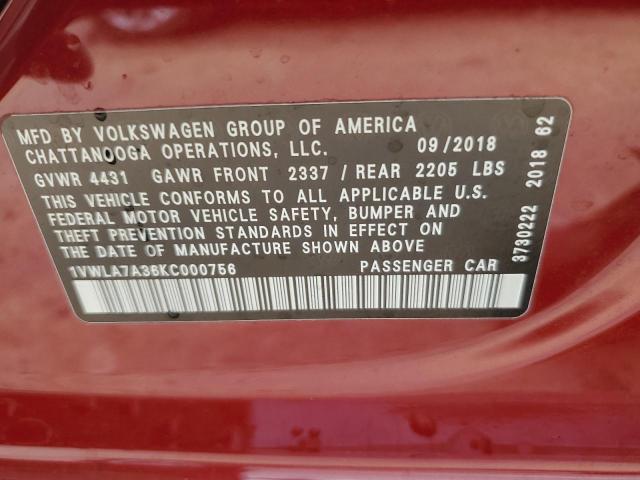 MFD BY VOLKSWAGEN GROUP OF AMERICA
CHATTANOOGA OPERATIONS, LLC. 09/2018
GVWR 4431 GAWR FRONT 2337 / REAR 2205 LBS
THIS VEHICLE CONFORMS TO ALL APPLICABLE U.S.
FEDERAL MOTOR VEHICLE SAFETY, BUMPER AND
THEFT PREVENTION STANDARDS IN EFFECT ON
THE DATE OF MANUFACTURE SHOWN ABOVE
1VWLA7A36KC000756 PASSENGER CAR
3730222 2018 62